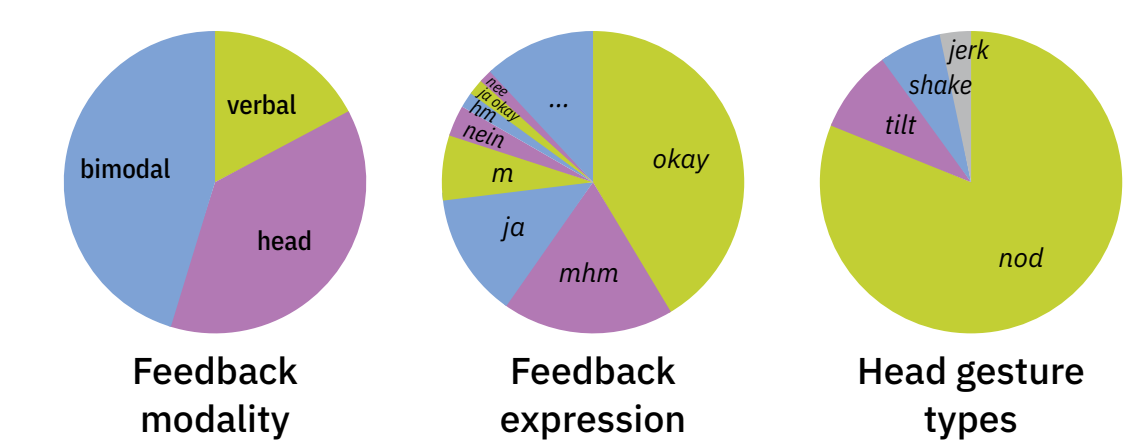 verbal
bimodal
head
Feedback
modality
nee
ja okay
hm
nein
m
ja
mhm
okay
...
Feedback
expression
jerk
shake
tilt
nod
Head gesture
types